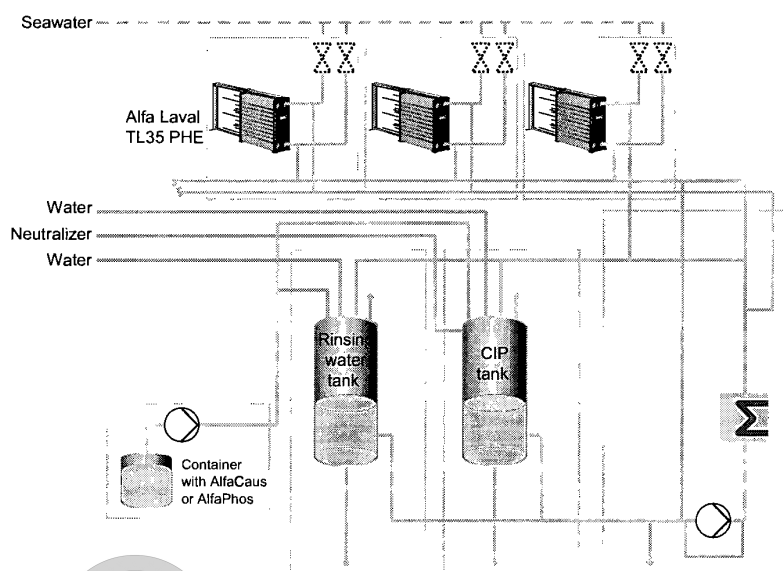 Seawater
Alfa Laval
TL35 PHE
Water
Neutralizer
Water
Rinsing
water
tank
CIP
tank
Container
with AlfaCaus
or AlfaPhos